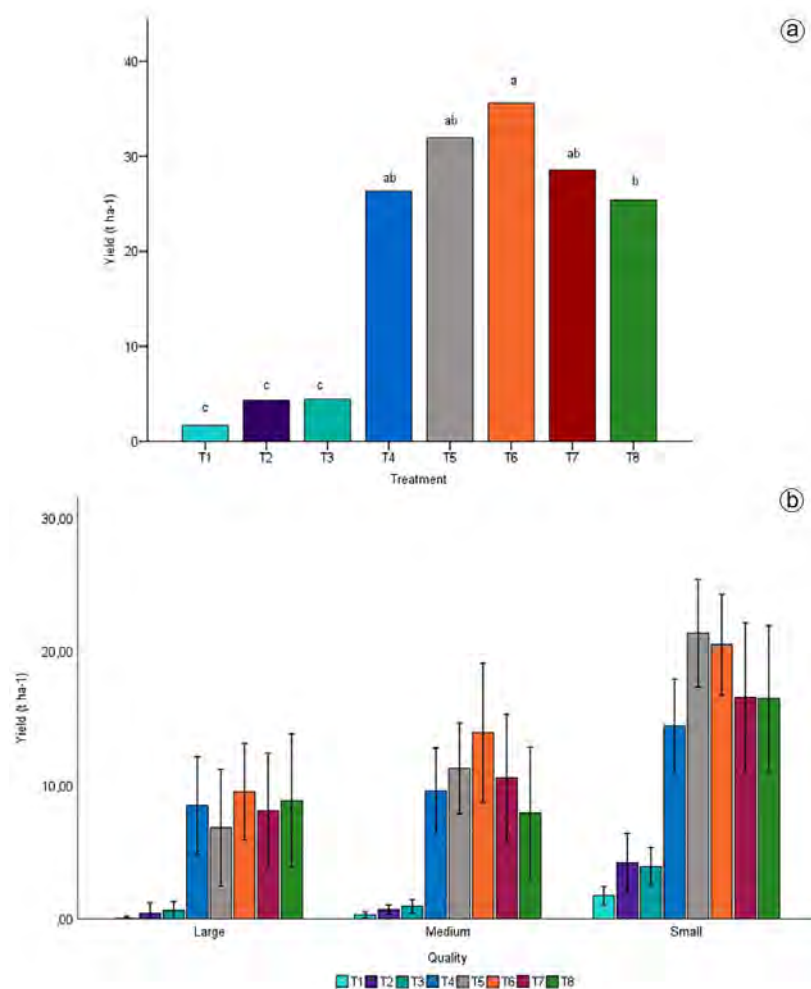 a
40
a
ab
30
ab
ab
b
20
Yield (t ha-1)
10
c
c
c
0
T1 T2 T3 T4 T5 T6 T7 T8
Treatment
b
30,00
20,00
Yield (t ha-1)
10,00
,00
Large Medium Small
Quality
T1 T2 T3 T4 T5 T6 T7 T8